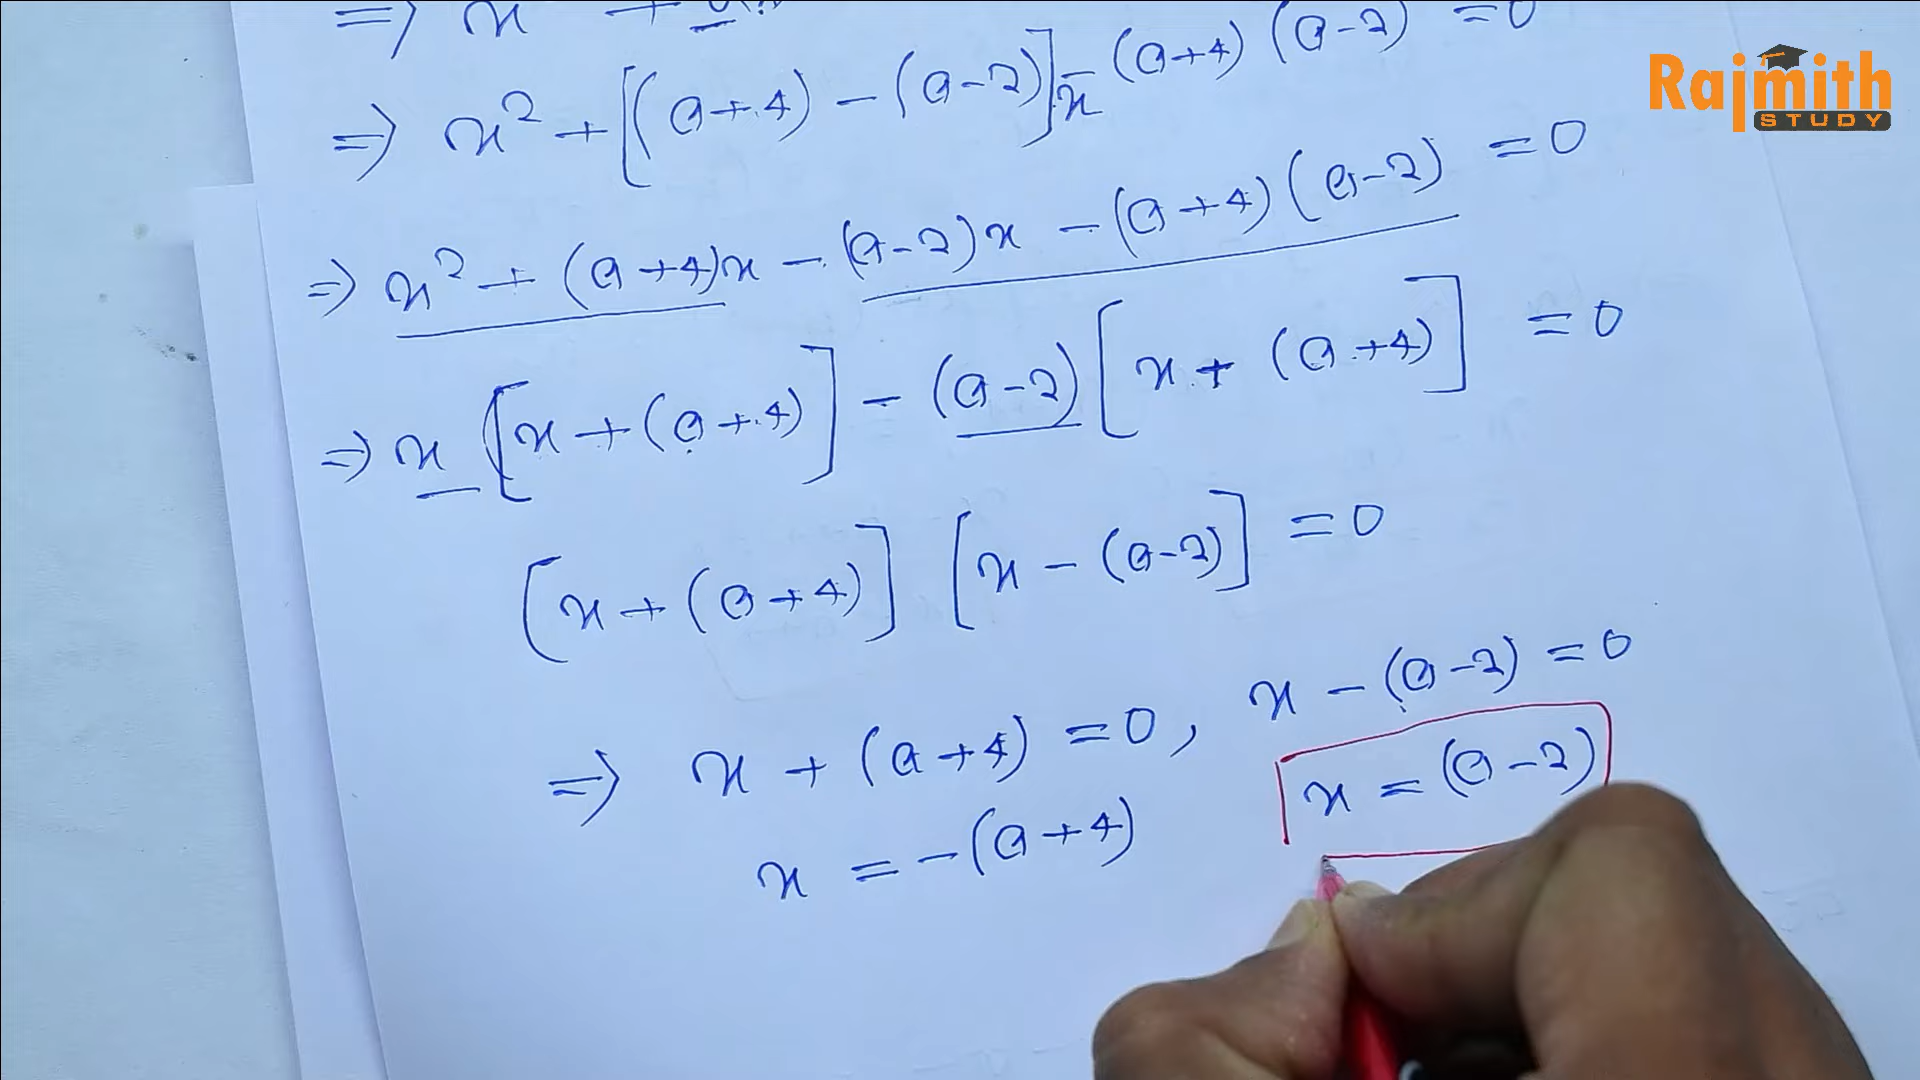 ⇒ x +
⇒ x² + [(a+4) - (a-2)]x - (a+4)(a-2) = 0
⇒ x² + (a+4)x - (a-2)x - (a+4)(a-2) = 0
⇒ x [x+(a+4)] - (a-2) [x + (a+4)] = 0
[x+(a+4)] [x-(a-2)] = 0
⇒ x + (a+4) = 0, x - (a-2) = 0
x = -(a+4) x = (a-2)
Rajmith
STUDY